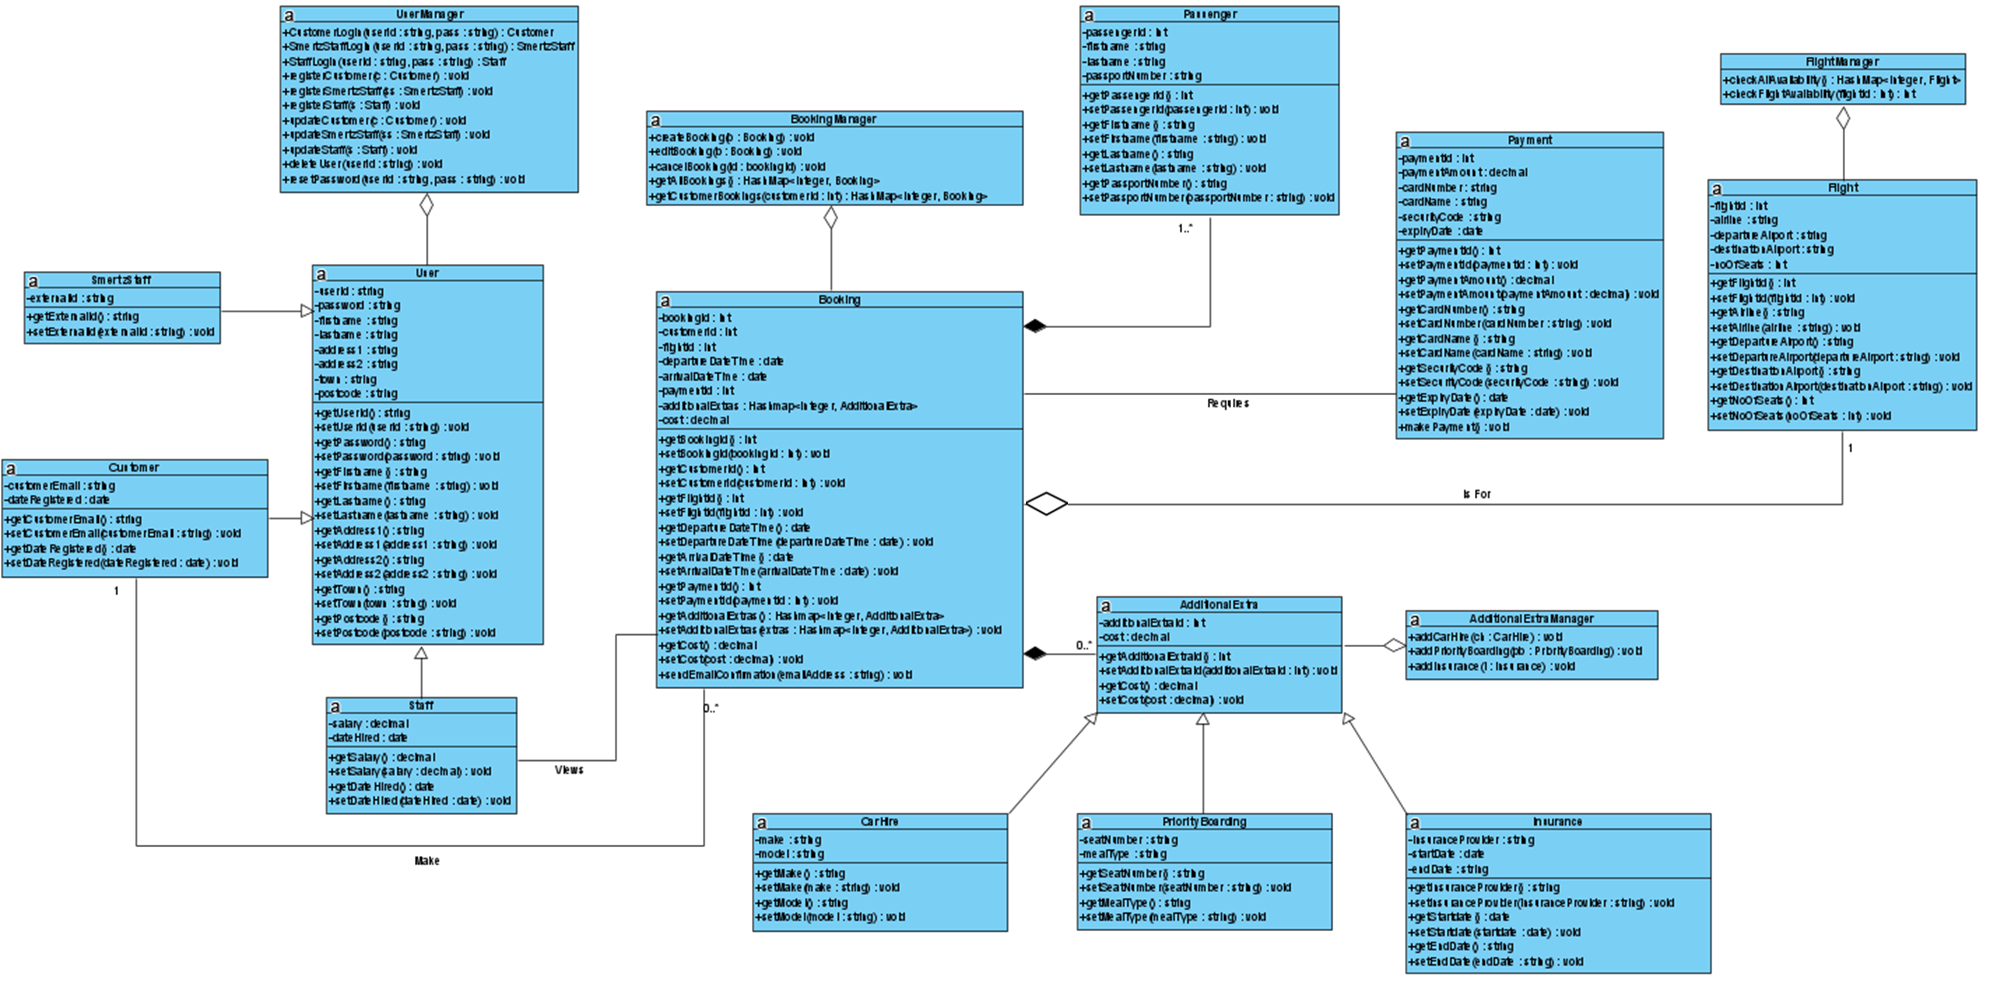 UserManager
+CustomerLogin(userId : string, pass : string) : Customer
+SmertzStaffLogin(userId : string, pass : string) : SmertzStaff
+StaffLogin(userId : string, pass : string) : Staff
+registerCustomer(c : Customer) : void
+registerSmertzStaff(ss : SmertzStaff) : void
+registerStaff(s : Staff) : void
+updateCustomer(c : Customer) : void
+updateSmertzStaff(ss : SmertzStaff) : void
+updateStaff(s : Staff) : void
+deleteUser(userId : string) : void
+resetPassword(userId : string, pass : string) : void
BookingManager
+createBooking(b : Booking) : void
+editBooking(b : Booking) : void
+cancelBooking(id : bookingId) : void
+getAllBookings() : HashMap<Integer, Booking>
+getCustomerBookings(customerId : int) : HashMap<Integer, Booking>
Passenger
-passengerId : int
-firstname : string
-lastname : string
-passportNumber : string
+getPassengerId() : int
+setPassengerId(passengerId : int) : void
+getFirstname() : string
+setFirstname(firstname : string) : void
+getLastname() : string
+setLastname(lastname : string) : void
+getPassportNumber() : string
+setPassportNumber(passportNumber : string) : void
1..*
FlightManager
+checkAllAvailability() : HashMap<Integer, Flight>
+checkFlightAvailability(flightId : int) : int
Payment
-paymentId : int
-paymentAmount : decimal
-cardNumber : string
-cardName : string
-securityCode : string
-expiryDate : date
+getPaymentId() : int
+setPaymentId(paymentId : int) : void
+getPaymentAmount() : decimal
+setPaymentAmount(paymentAmount : decimal) : void
+getCardNumber() : string
+setCardNumber(cardNumber : string) : void
+getCardName() : string
+setCardName(cardName : string) : void
+getSecurityCode() : string
+setSecurityCode(securityCode : string) : void
+getExpiryDate() : date
+setExpiryDate(expiryDate : date) : void
+makePayment() : void
Flight
-flightId : int
-airline : string
-departureAirport : string
-destinationAirport : string
-noOfSeats : int
+getFlightId() : int
+setFlightId(flightId : int) : void
+getAirline() : string
+setAirline(airline : string) : void
+getDepartureAirport() : string
+setDepartureAirport(departureAirport : string) : void
+getDestinationAirport() : string
+setDestinationAirport(destinationAirport : string) : void
+getNoOfSeats() : int
+setNoOfSeats(noOfSeats : int) : void
1
SmertzStaff
-externalId : string
+getExternalId() : string
+setExternalId(externalId : string) : void
User
-userId : string
-password : string
-firstname : string
-lastname : string
-address1 : string
-address2 : string
-town : string
-postcode : string
+getUserId() : string
+setUserId(userId : string) : void
+getPassword() : string
+setPassword(password : string) : void
+getFirstname() : string
+setFirstname(firstname : string) : void
+getLastname() : string
+setLastname(lastname : string) : void
+getAddress1() : string
+setAddress1(address1 : string) : void
+getAddress2() : string
+setAddress2(address2 : string) : void
+getTown() : string
+setTown(town : string) : void
+getPostcode() : string
+setPostcode(postcode : string) : void
Customer
-customerEmail : string
-dateRegistered : date
+getCustomerEmail() : string
+setCustomerEmail(customerEmail : string) : void
+getDateRegistered() : date
+setDateRegistered(dateRegistered : date) : void
1
Booking
-bookingId : int
-customerId : int
-flightId : int
-departureDateTime : date
-arrivalDateTime : date
-paymentId : int
-additionalExtras : Hashmap<Integer, AdditionalExtra>
-cost : decimal
+getBookingId() : int
+setBookingId(bookingId : int) : void
+getCustomerId() : int
+setCustomerId(customerId : int) : void
+getFlightId() : int
+setFlightId(flightId : int) : void
+getDepartureDateTime() : date
+setDepartureDateTime(departureDateTime : date) : void
+getArrivalDateTime() : date
+setArrivalDateTime(arrivalDateTime : date) : void
+getPaymentId() : int
+setPaymentId(paymentId : int) : void
+getAdditionalExtras() : Hashmap<Integer, AdditionalExtra>
+setAdditionalExtras(extras : Hashmap<Integer, AdditionalExtra>) : void
+getCost() : decimal
+setCost(cost : decimal) : void
+sendEmailConfirmation(emailAddress : string) : void
0..*
Requires
Is For
0..*
AdditionalExtra
-additionalExtraId : int
-cost : decimal
+getAdditionalExtraId() : int
+setAdditionalExtraId(additionalExtraId : int) : void
+getCost() : decimal
+setCost(cost : decimal) : void
AdditionalExtraManager
+addCarHire(ch : CarHire) : void
+addPriorityBoarding(pb : PriorityBoarding) : void
+addInsurance(i : Insurance) : void
Staff
-salary : decimal
-dateHired : date
+getSalary() : decimal
+setSalary(salary : decimal) : void
+getDateHired() : date
+setDateHired(dateHired : date) : void
Views
Make
CarHire
-make : string
-model : string
+getMake() : string
+setMake(make : string) : void
+getModel() : string
+setModel(model : string) : void
PriorityBoarding
-seatNumber : string
-mealType : string
+getSeatNumber() : string
+setSeatNumber(seatNumber : string) : void
+getMealType() : string
+setMealType(mealType : string) : void
Insurance
-insuranceProvider : string
-startDate : date
-endDate : string
+getInsuranceProvider() : string
+setInsuranceProvider(insuranceProvider : string) : void
+getStartdate() : date
+setStartdate(startdate : date) : void
+getEndDate() : string
+setEndDate(endDate : string) : void